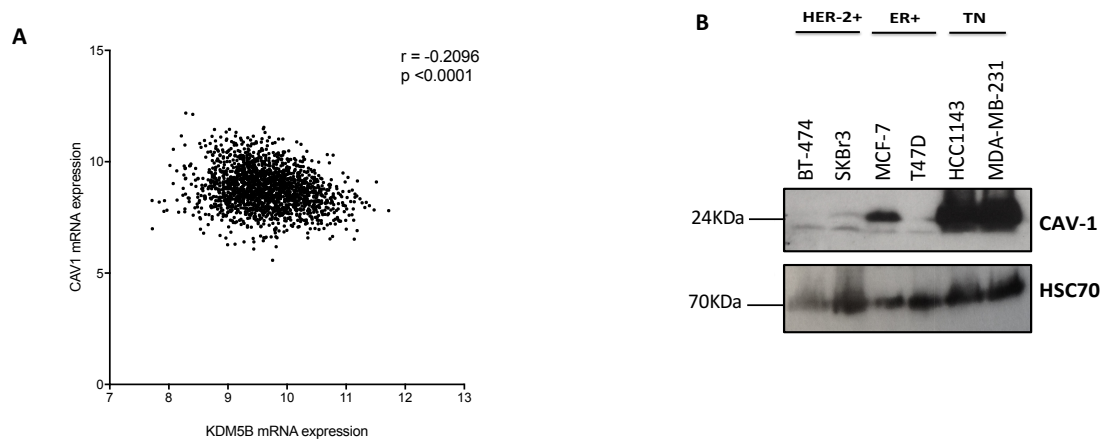 A
15
10
5
0
7 8 9 10 11 12 13
CAV1 mRNA expression
KDM5B mRNA expression
r = -0.2096
p <0.0001
B
HER-2+ ER+ TN
BT-474
SKBr3
MCF-7
T47D
HCC1143
MDA-MB-231
24KDa
CAV-1
70KDa
HSC70